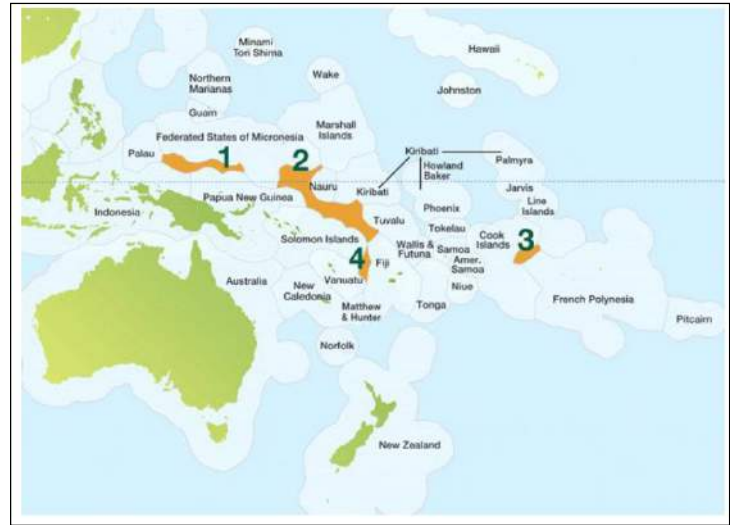 Minami
Tori Shima
Hawaii
Northern
Marianas
Wake
Johnston
Guam
Marshall
Islands
Federated States of Micronesia
Palau
1
2
Kiribati
Palmyra
Howland
Baker
Nauru
Kiribati
Jarvis
Papua New Guinea
Line
Islands
Indonesia
Phoenix
Tuvalu
Tokelau
Solomon Islands
Cook
Islands
3
Wallis &
Futuna
Samoa
4
Fiji
Amer.
Samoa
Australia
Vanuatu
New
Caledonia
Niue
French Polynesia
Matthew
& Hunter
Tonga
Pitcairn
Norfolk
New Zealand